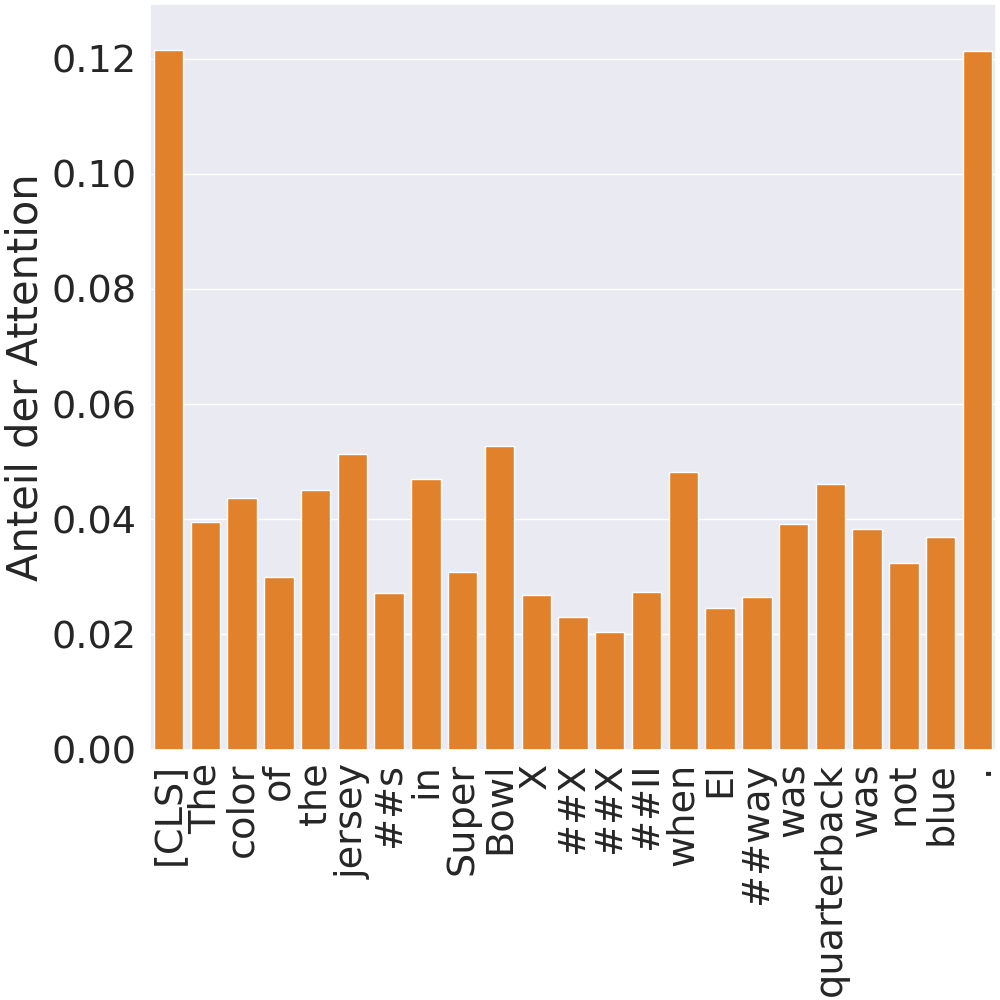 Anteil der Attention
0.12
0.10
0.08
0.06
0.04
0.02
0.00
[CLS]
The
color
of
the
jersey
##s
in
Super
Bowl
X
##X
##X
##II
when
El
##way
was
quarterback
was
not
blue
.